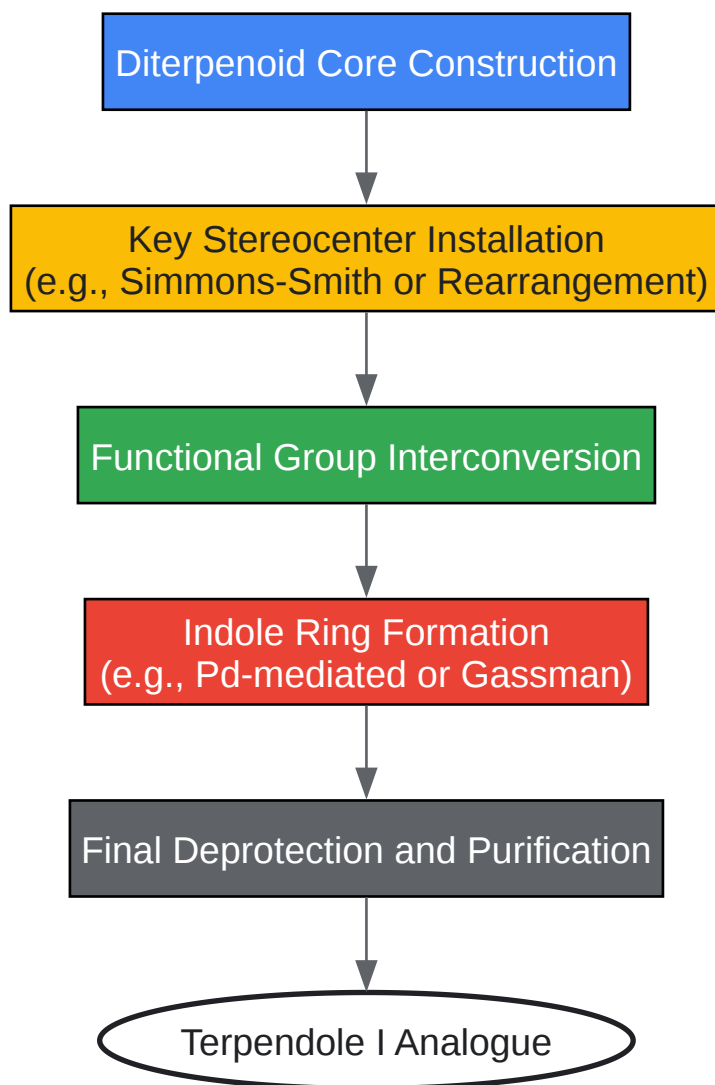 Diterpenoid Core Construction
Key Stereocenter Installation
(e.g., Simmons-Smith or Rearrangement)
Functional Group Interconversion
Indole Ring Formation
(e.g., Pd-mediated or Gassman)
Final Deprotection and Purification
Terpendole I Analogue